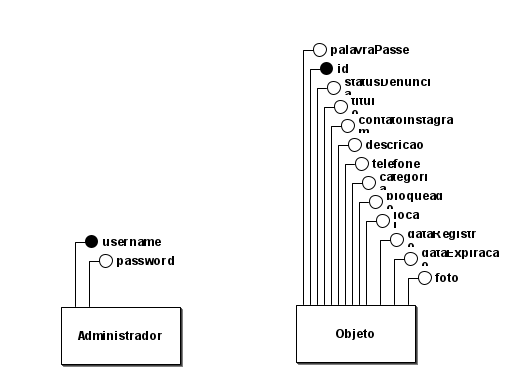 palavraPasse
id
statusDenunci
a
titul
o
contatoInstagra
m
descricao
telefone
categori
a
bloquead
o
loca
l
dataRegistr
o
dataExpiraca
o
foto
username
password
Administrador
Objeto